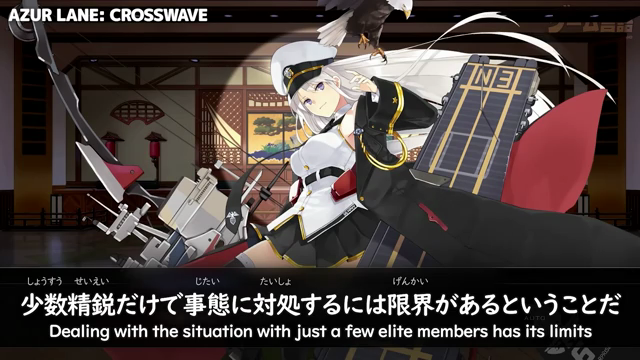 AZUR LANE: CROSSWAVE
しょうすう せいえい じたい たいしょ げんかい
少数精鋭だけで事態に対処するには限界があるということだ
Dealing with the situation with just a few elite members has its limits